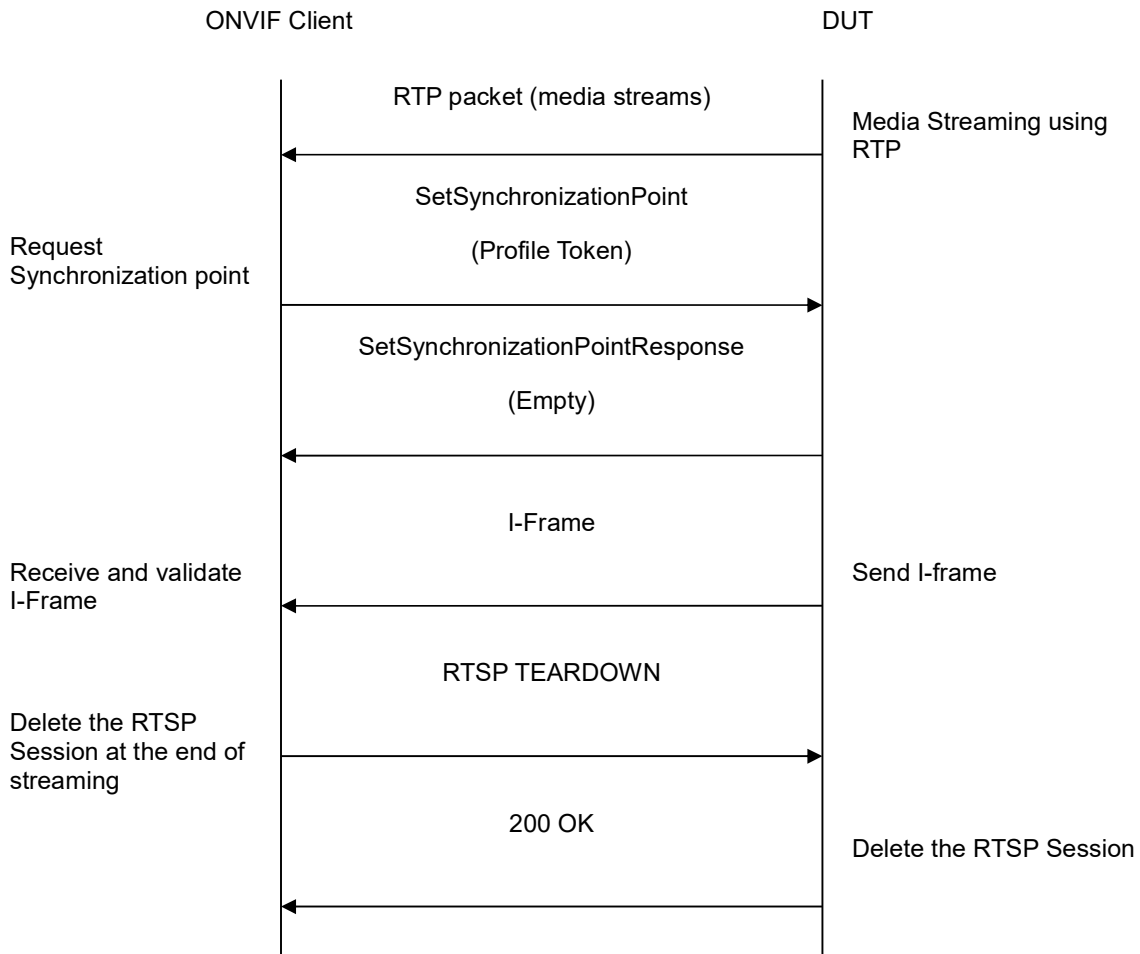 ONVIF Client
DUT
RTP packet (media streams)
Media Streaming using
RTP
SetSynchronizationPoint
(Profile Token)
Request
Synchronization point
SetSynchronizationPointResponse
(Empty)
I-Frame
Receive and validate
I-Frame
Send I-frame
RTSP TEARDOWN
Delete the RTSP
Session at the end of
streaming
200 OK
Delete the RTSP Session